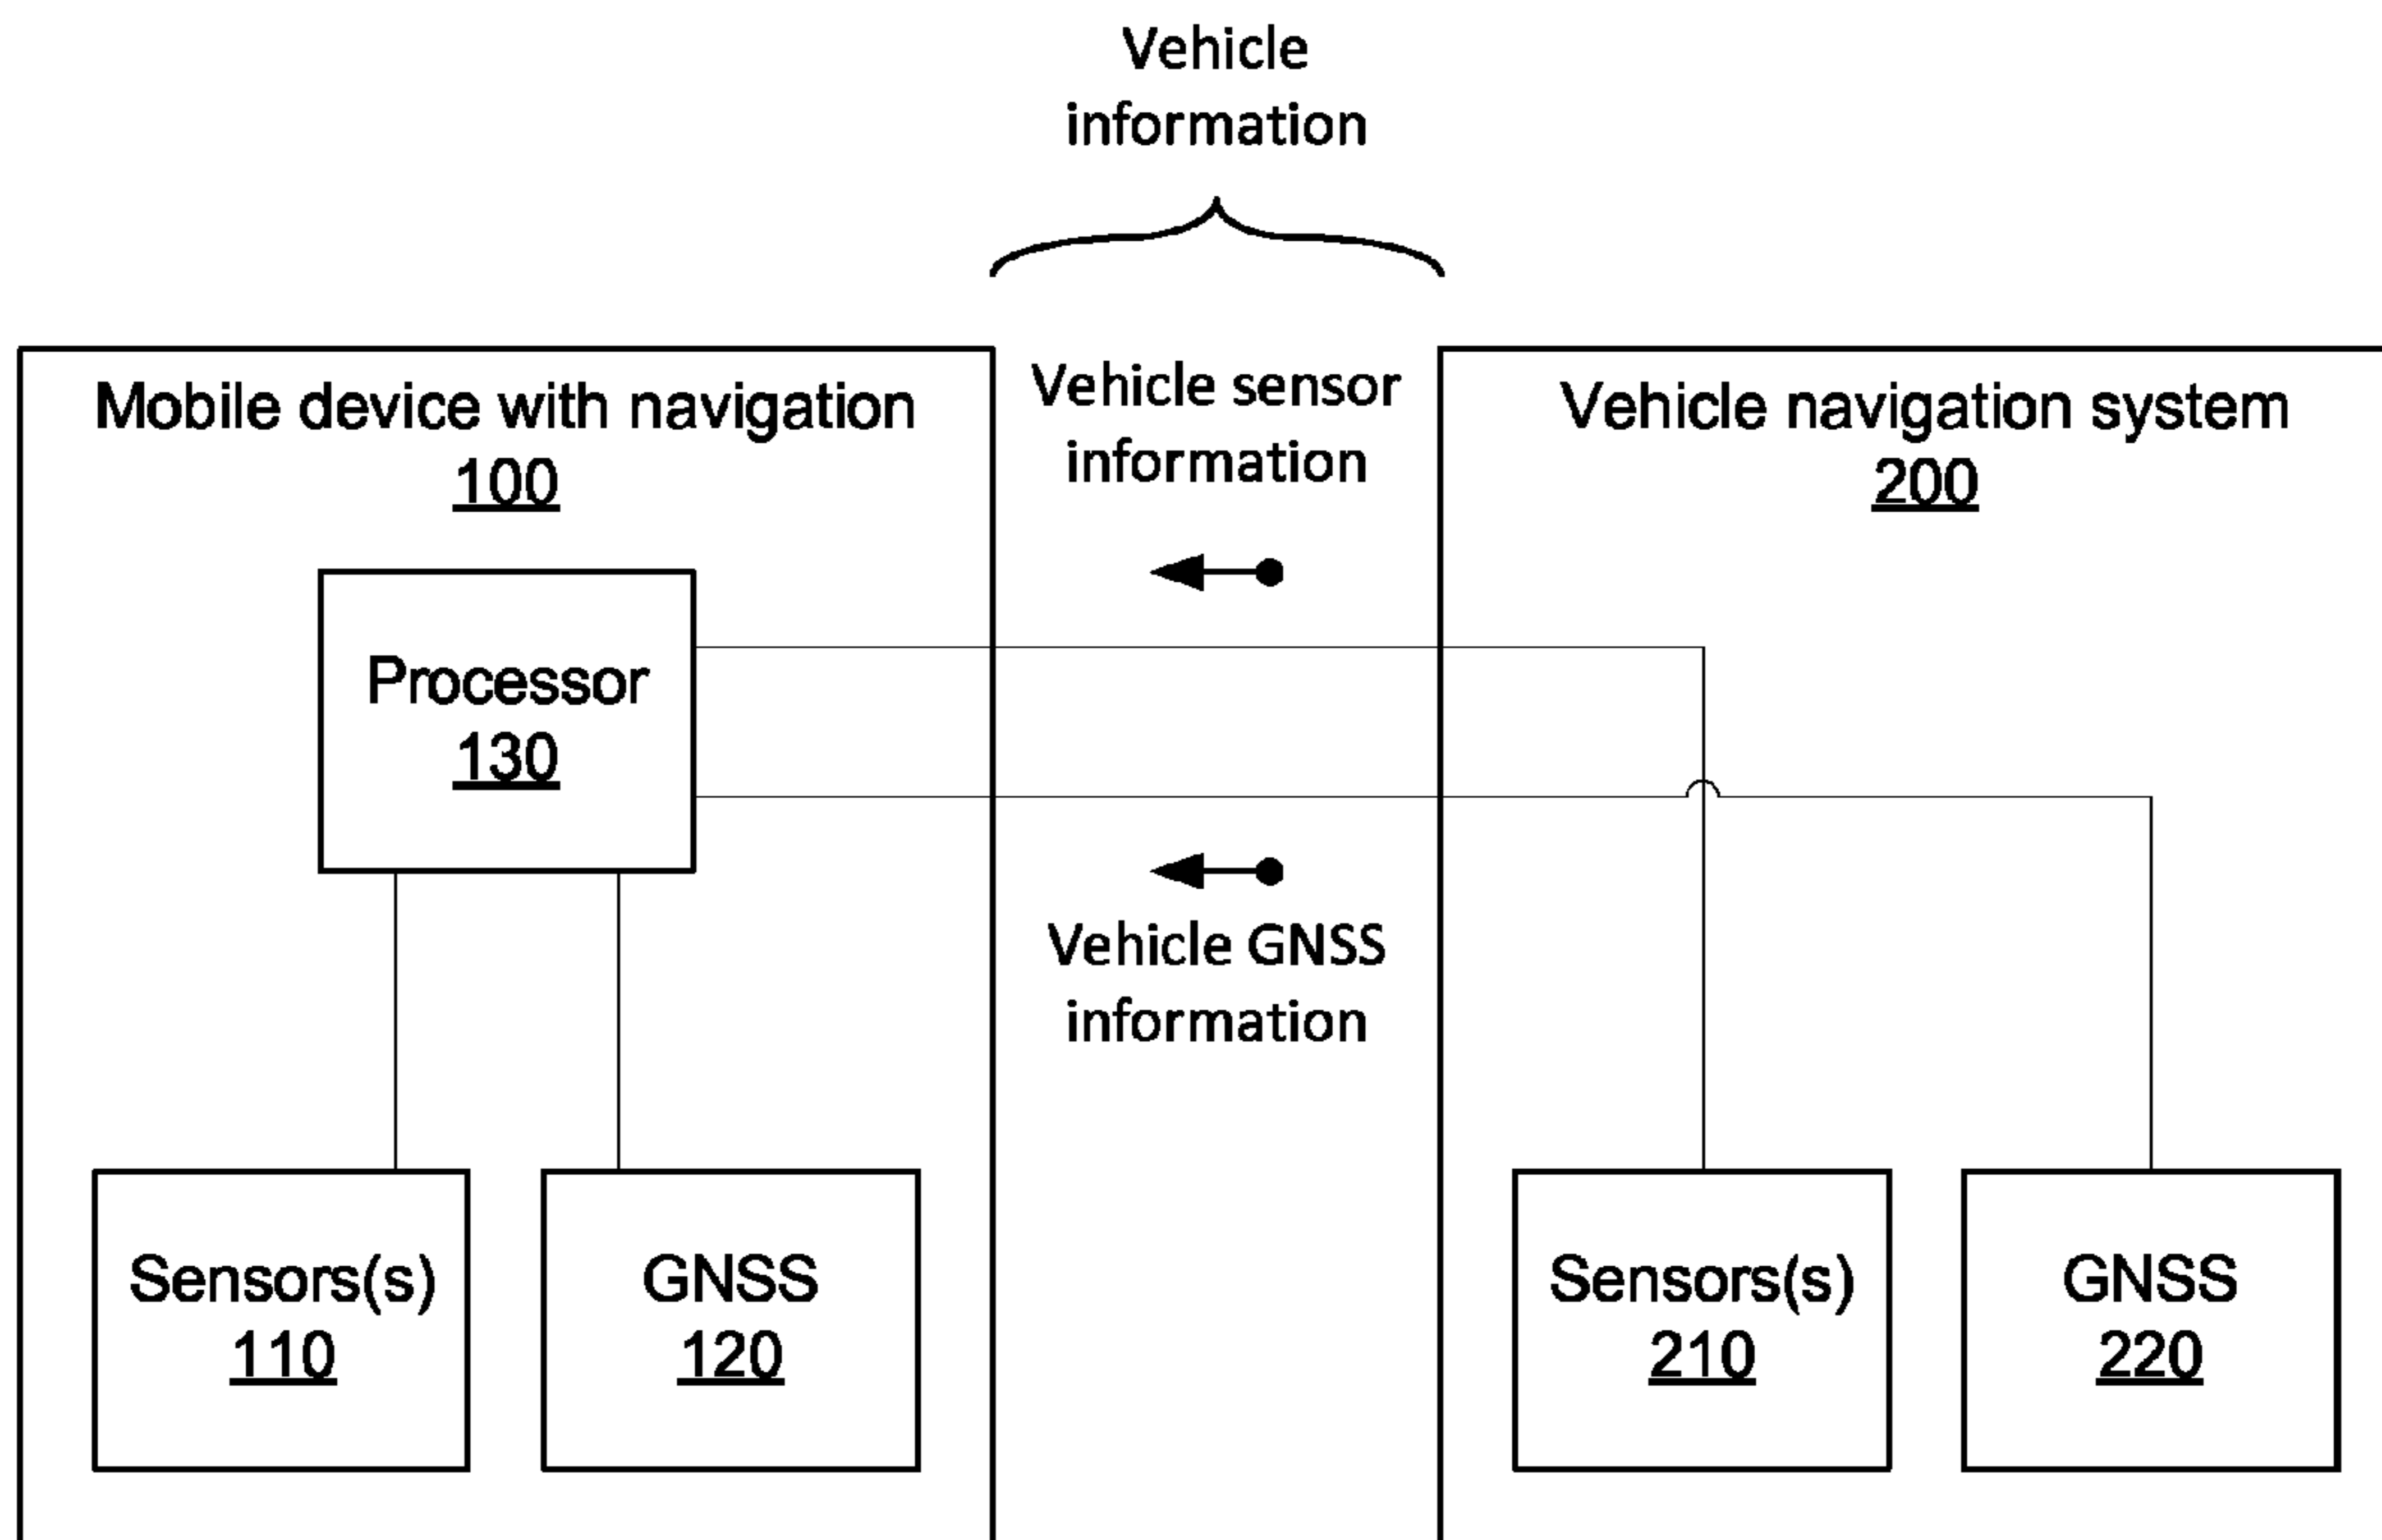 Vehicle
information
Mobile device with navigation
100
Vehicle sensor
information
Vehicle navigation system
200
Processor
130
Vehicle GNSS
information
Sensors(s)
110
GNSS
120
Sensors(s)
210
GNSS
220